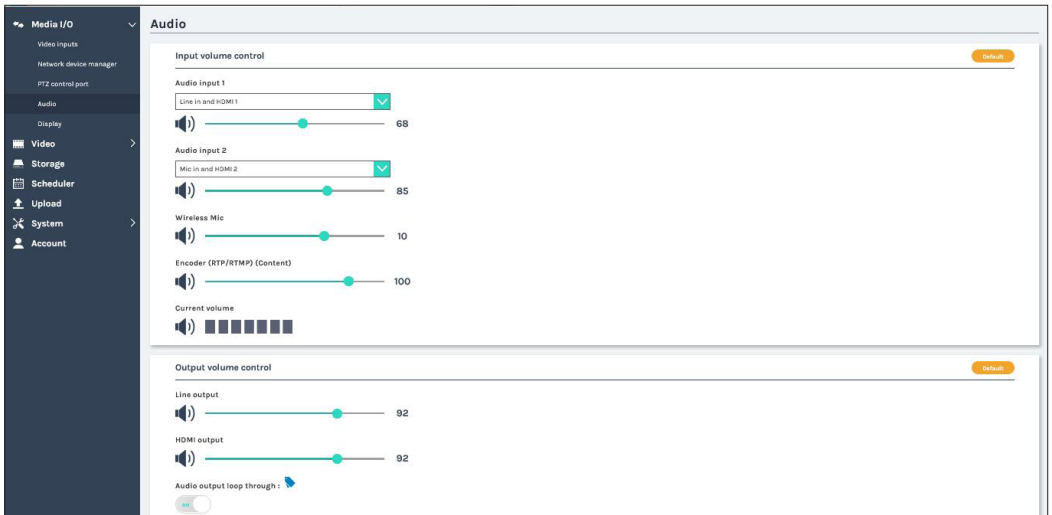 Media I/O
Video inputs
Network device manager
PTZ control port
Audio
Display
Video
Storage
Scheduler
Upload
System
Account
Audio
Input volume control
Default
Audio input 1
Line in and HDMI 1
68
Audio input 2
Mic in and HDMI 2
85
Wireless Mic
10
Encoder (RTP/RTMP) (Content)
100
Current volume
Output volume control
Default
Line output
92
HDMI output
92
Audio output loop through :
on